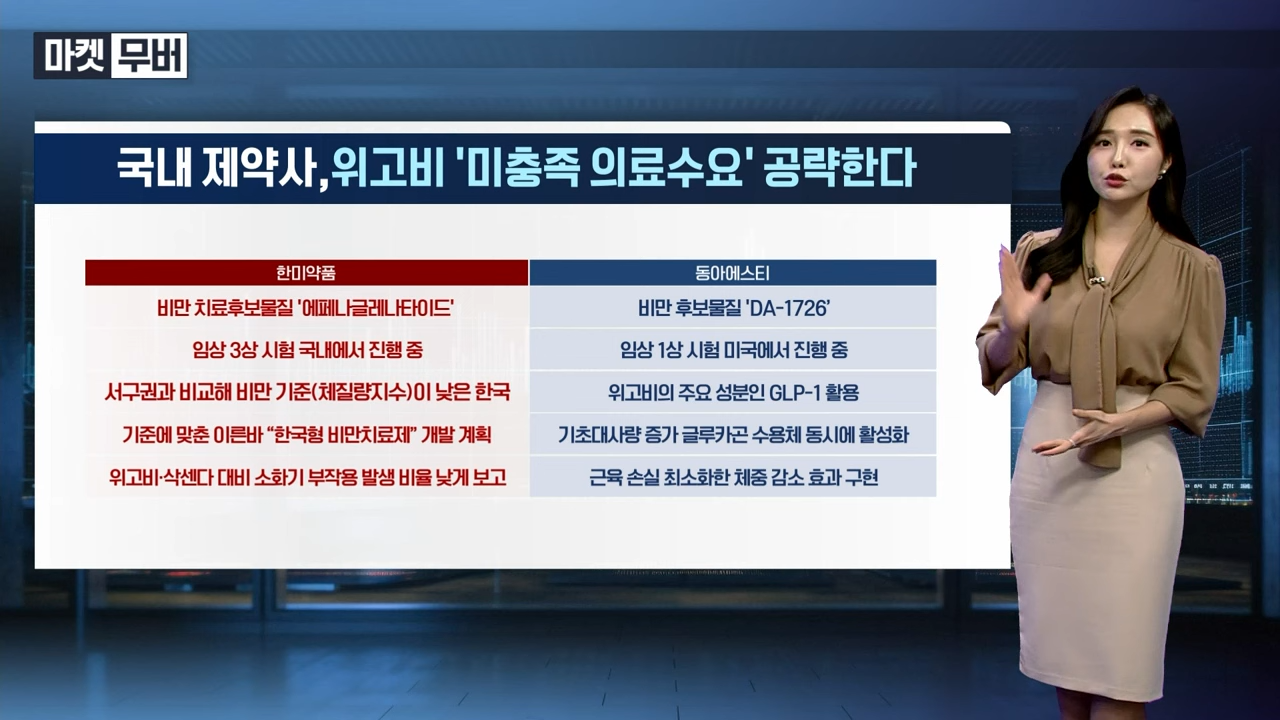 마켓 무버
국내 제약사,위고비 '미충족 의료수요' 공략한다
한미약품
동아에스티
비만 치료후보물질 '에페나글레나타이드'
비만 후보물질 'DA-1726'
임상 3상 시험 국내에서 진행 중
임상 1상 시험 미국에서 진행 중
서구권과 비교해 비만 기준(체질량지수)이 낮은 한국
위고비의 주요 성분인 GLP-1 활용
기준에 맞춘 이른바 “한국형 비만치료제” 개발 계획
기초대사량 증가 글루카곤 수용체 동시에 활성화
위고비·삭센다 대비 소화기 부작용 발생 비율 낮게 보고
근육 손실 최소화한 체중 감소 효과 구현